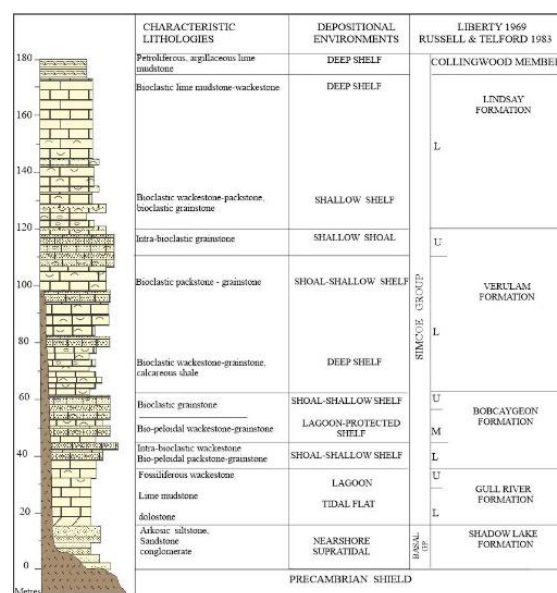 CHARACTERISTIC
LITHOLOGIES
DEPOSITIONAL
ENVIRONMENTS
LIBERTY 1969
RUSSELL & TELFORD 1983
180
Petroliferous, argillaceous lime
mudstone
DEEP SHELF
COLLINGWOOD MEMBER
Bioclastic lime mudstone-wackestone
DEEP SHELF
LINDSAY
FORMATION
160
L
140
Bioclastic wackestone-packstone,
bioclastic grainstone
SHALLOW SHELF
120
Intra-bioclastic grainstone
SHALLOW SHOAL
U
Bioclastic packstone - grainstone
SHOAL-SHALLOW SHELF
VERULAM
FORMATION
100
SIMCOE GROUP
L
80
Bioclastic wackestone-grainstone,
calcareous shale
DEEP SHELF
60
Bioclastic grainstone
SHOAL-SHALLOW SHELF
U
BOBCAYGEON
FORMATION
Bio-peloidal wackestone-grainstone
LAGOON-PROTECTED
SHELF
M
40
Intra-bioclastic wackestone
Bio-peloidal packstone-grainstone
SHOAL-SHALLOW SHELF
L
Fossiliferous wackestone
LAGOON
U
GULL RIVER
FORMATION
Lime mudstone
TIDAL FLAT
20
dolostone
L
Arkosic siltstone,
Sandstone
conglomerate
NEARSHORE
SUPRATIDAL
BASAL
GP.
SHADOW LAKE
FORMATION
0
PRECAMBRIAN SHIELD
Metres